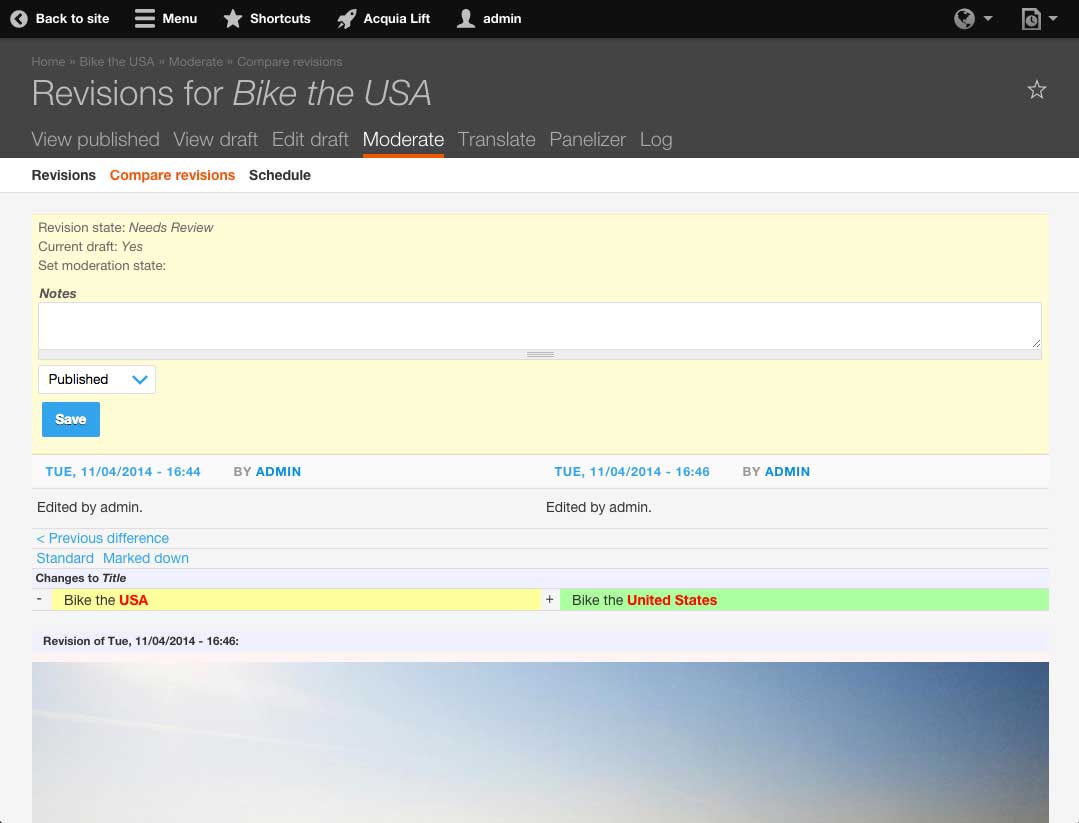 Back to site Menu Shortcuts Acquia Lift admin
Home » Bike the USA » Moderate » Compare revisions
Revisions for Bike the USA
View published View draft Edit draft Moderate Translate Panelizer Log
Revisions Compare revisions Schedule
Revision state: Needs Review
Current draft: Yes
Set moderation state:
Notes
Published
Save
TUE, 11/04/2014 - 16:44 BY ADMIN TUE, 11/04/2014 - 16:46 BY ADMIN
Edited by admin. Edited by admin.
< Previous difference
Standard Marked down
Changes to Title
- Bike the USA + Bike the United States
Revision of Tue, 11/04/2014 - 16:46: